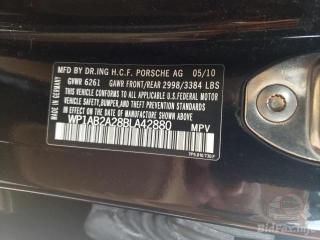 MFD BY DR.ING H.C.F. PORSCHE AG 05/10
GVWR 6261 GAWR FRONT/REAR 2998/3384 LBS
THIS VEHICLE CONFORMS TO ALL APPLICABLE
U.S.FEDERAL MOTOR
VEHICLE SAFETY, BUMPER AND THEFT PREVENTION
STANDARDS IN EFFECT ON THE DATE OF
MANUFACTURE SHOWN ABOVE.
MADE IN GERMANY
WP1AB2A28BLA42880 MPV